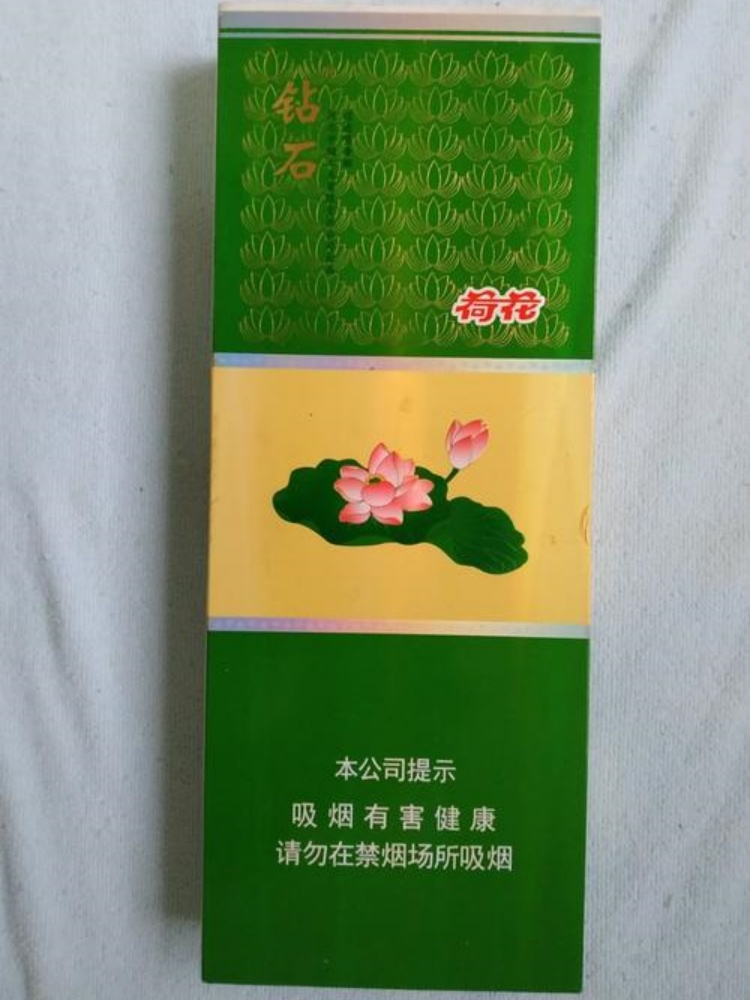 钻石
荷花
本公司提示
吸烟有害健康
请勿在禁烟场所吸烟